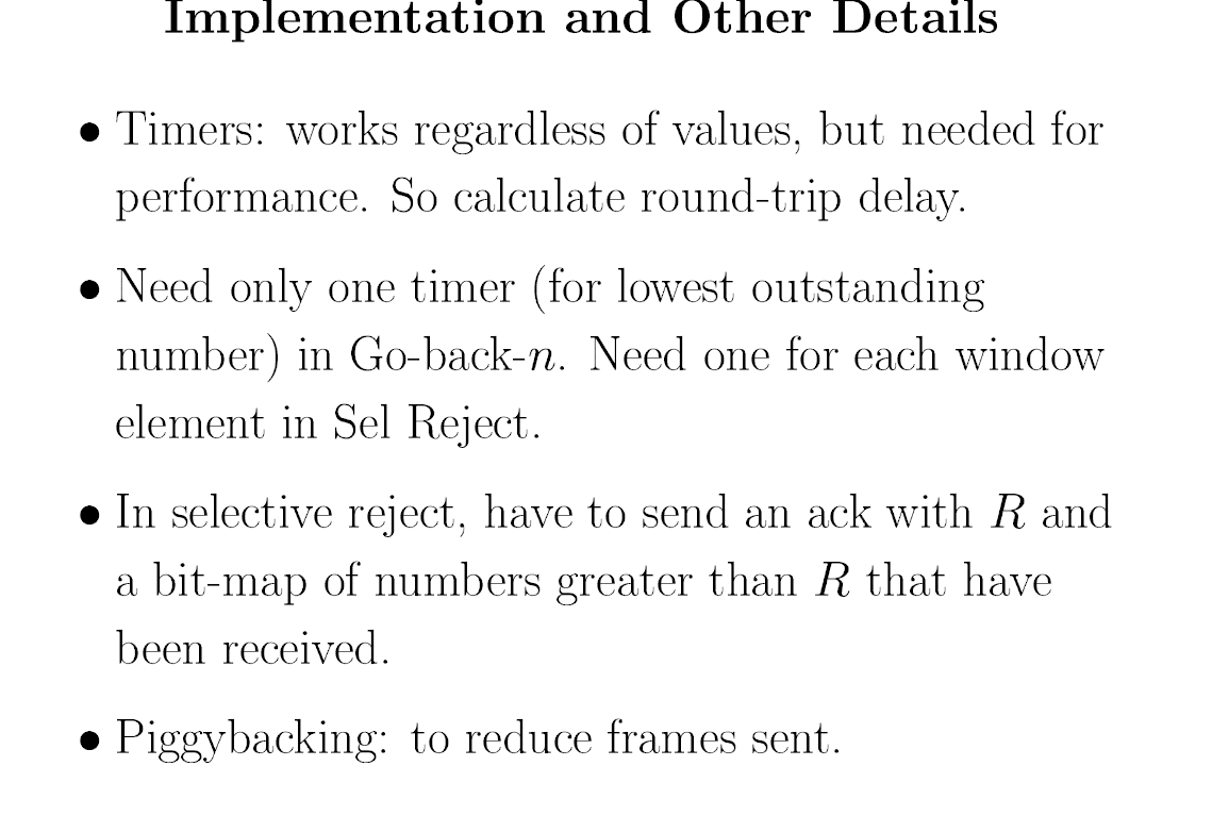 Implementation and Other Details
• Timers: works regardless of values, but needed for
performance. So calculate round-trip delay.
• Need only one timer (for lowest outstanding
number) in Go-back-n. Need one for each window
element in Sel Reject.
• In selective reject, have to send an ack with R and
a bit-map of numbers greater than R that have
been received.
• Piggybacking: to reduce frames sent.